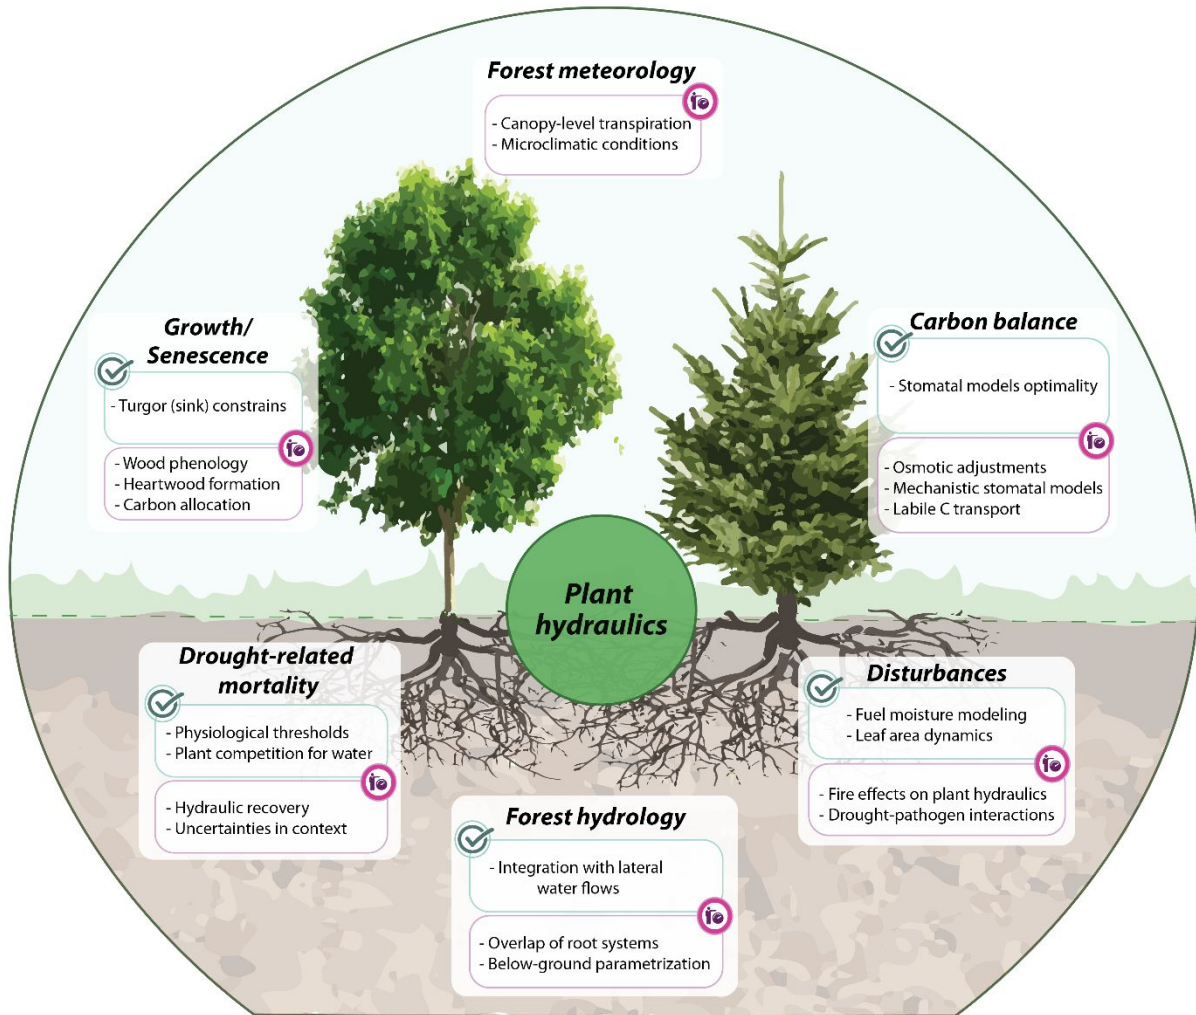 Forest meteorology
- Canopy-level transpiration
- Microclimatic conditions
Growth/
Senescence
- Turgor (sink) constrains
- Wood phenology
- Heartwood formation
- Carbon allocation
Carbon balance
- Stomatal models optimality
- Osmotic adjustments
- Mechanistic stomatal models
- Labile C transport
Plant
hydraulics
Drought-related
mortality
- Physiological thresholds
- Plant competition for water
- Hydraulic recovery
- Uncertainties in context
Disturbances
- Fuel moisture modeling
- Leaf area dynamics
- Fire effects on plant hydraulics
- Drought-pathogen interactions
Forest hydrology
- Integration with lateral
water flows
- Overlap of root systems
- Below-ground parametrization